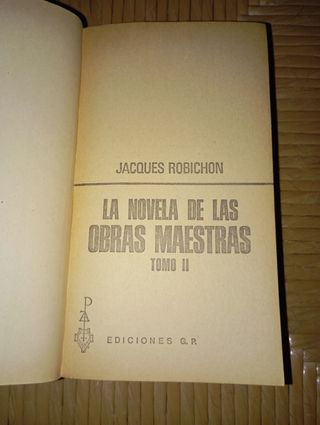 JACQUES ROBICHON
LA NOVELA DE LAS
OBRAS MAESTRAS
TOMO II
EDICIONES G.P.